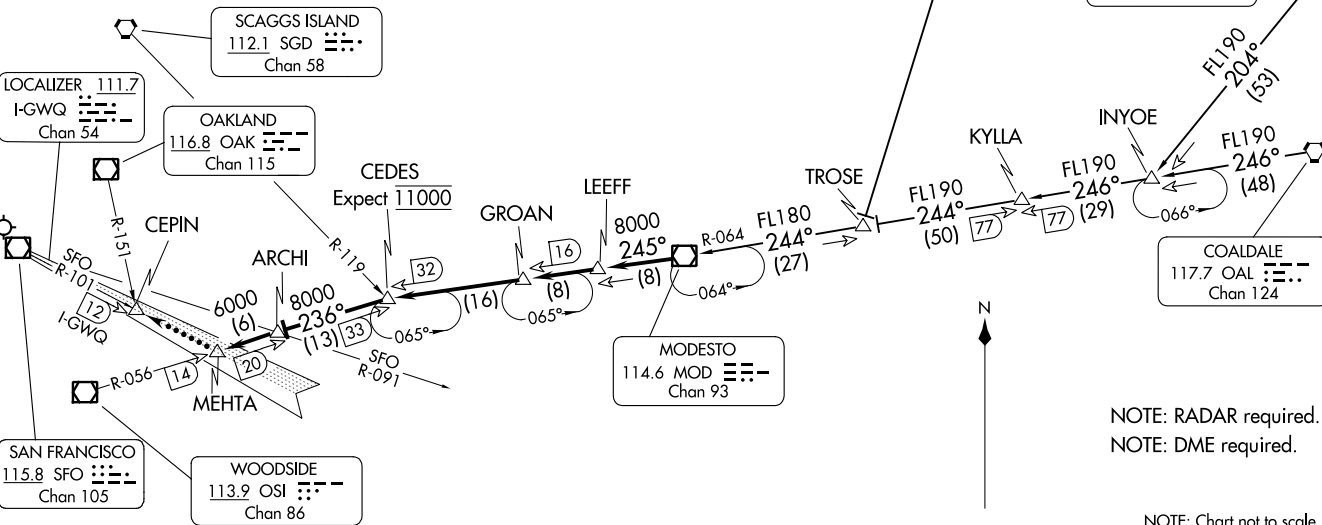 SCAGGS ISLAND
112.1 SGD
Chan 58
LOCALIZER 111.7
I-GWQ
Chan 54
OAKLAND
116.8 OAK
Chan 115
CEDES
Expect 11000
CEPIN
ARCHI
GROAN
LEEFF
TROSE
KYLLA
INYOE
FL190
204°
(53)
FL190
246°
(48)
066°
FL190
246°
(29)
77
77
FL190
244°
(50)
FL180
244°
(27)
R-064
064°
8000
245°
(8)
16
(8)
065°
(16)
32
065°
33
R-119
8000
236°
(13)
6000
(6)
20
R-151
SFO
R-101
12
I-GWQ
SFO
R-091
R-056
14
MEHTA
COALDALE
117.7 OAL
Chan 124
N
MODESTO
114.6 MOD
Chan 93
NOTE: RADAR required.
NOTE: DME required.
SAN FRANCISCO
115.8 SFO
Chan 105
WOODSIDE
113.9 OSI
Chan 86
NOTE: Chart not to scale